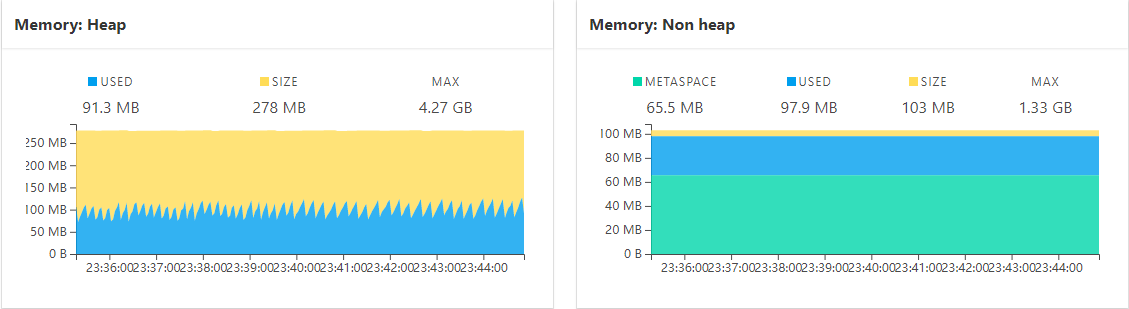 Memory: Heap
USED SIZE MAX
91.3 MB 278 MB 4.27 GB
250 MB
200 MB
150 MB
100 MB
50 MB
0 B
23:36:00 23:37:00 23:38:00 23:39:00 23:40:00 23:41:00 23:42:00 23:43:00 23:44:00
Memory: Non heap
METASPACE USED SIZE MAX
65.5 MB 97.9 MB 103 MB 1.33 GB
100 MB
80 MB
60 MB
40 MB
20 MB
0 B
23:36:00 23:37:00 23:38:00 23:39:00 23:40:00 23:41:00 23:42:00 23:43:00 23:44:00